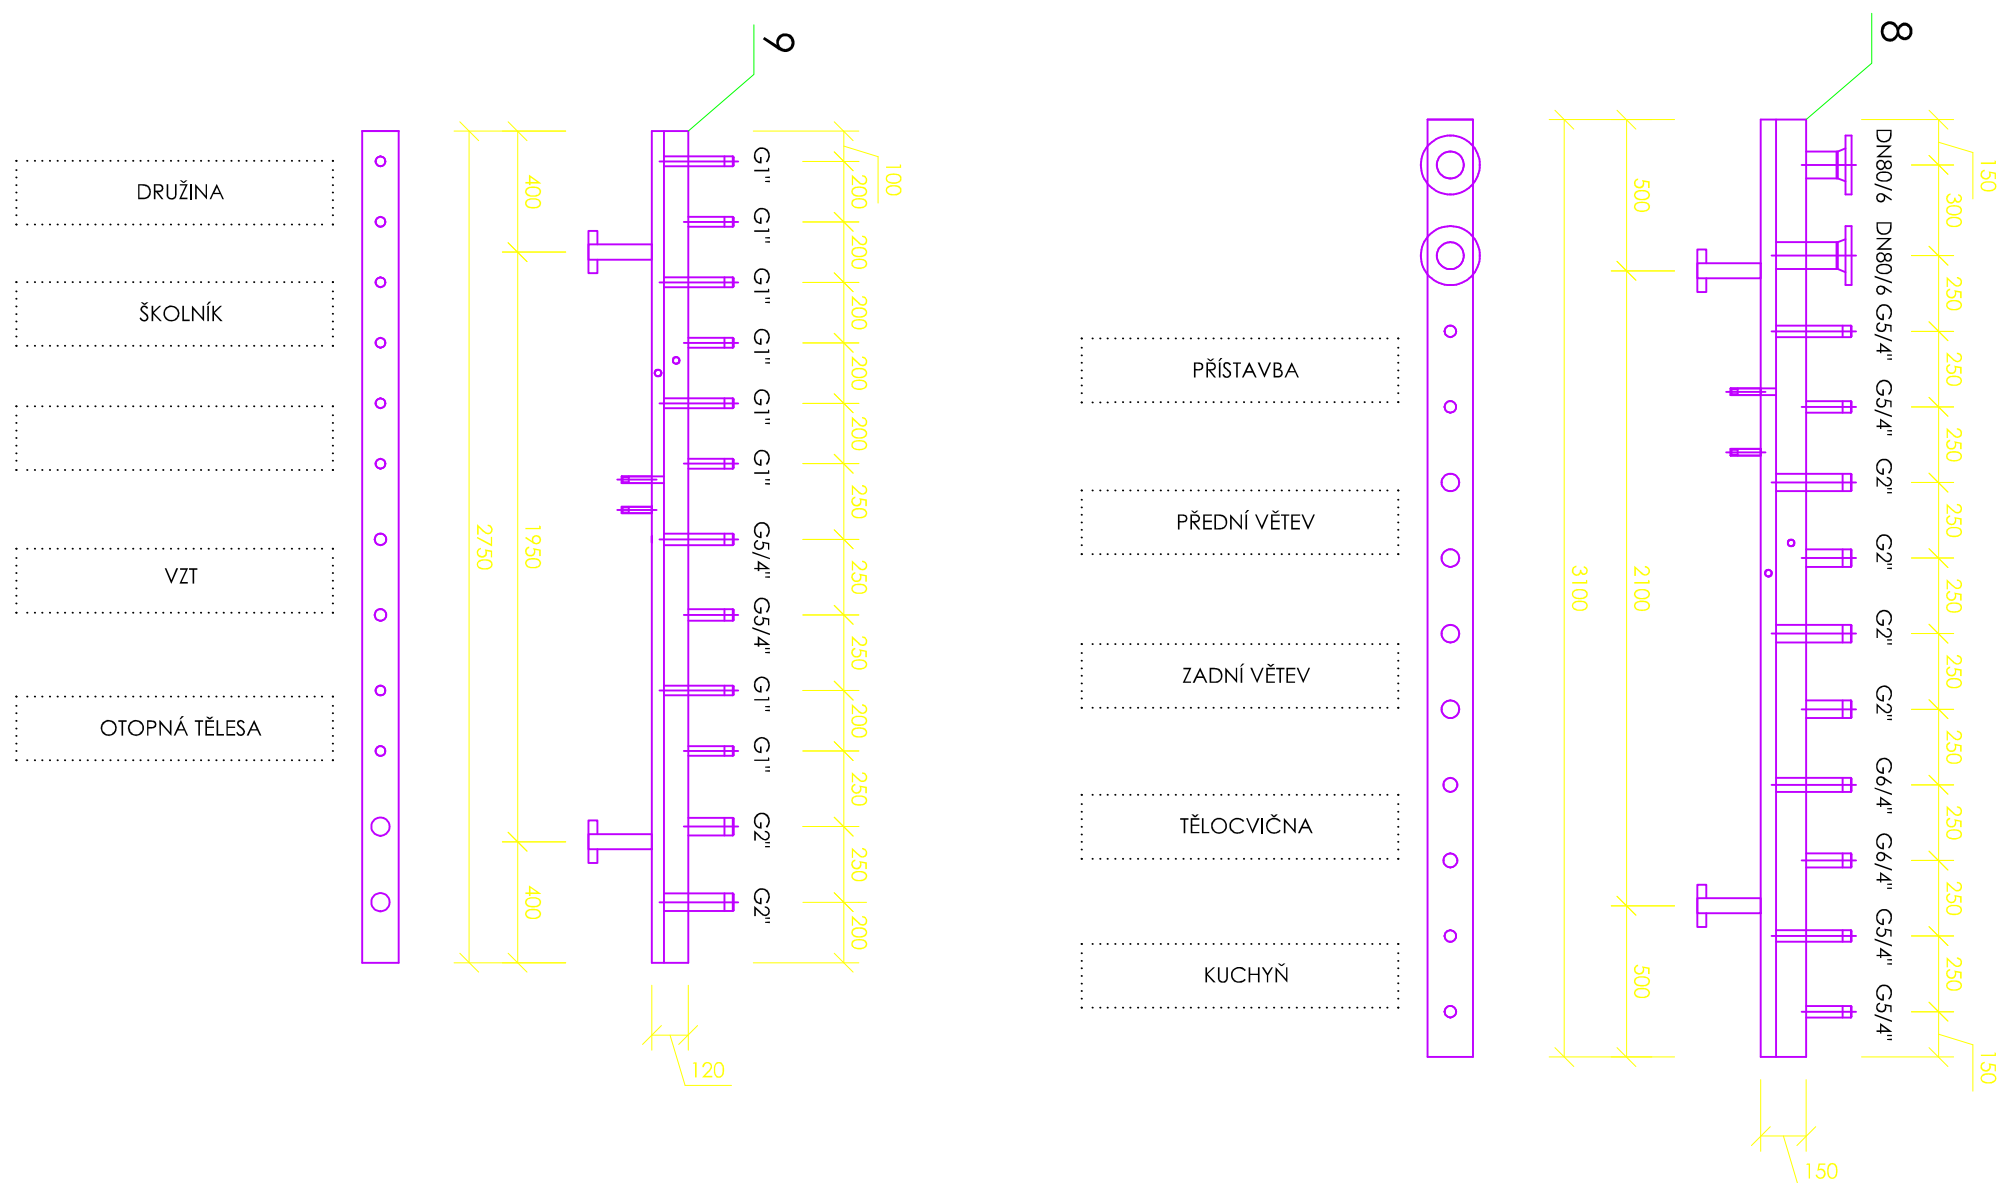 9
DRUŽINA
ŠKOLNÍK
VZT
OTOPNÁ TĚLESA
2750
400
1950
400
G1"
G1"
G1"
G1"
G1"
G1"
G5/4"
G5/4"
G1"
G1"
G2"
G2"
100
200
200
200
200
200
250
250
250
200
250
250
200
120
8
PŘÍSTAVBA
PŘEDNÍ VĚTEV
ZADNÍ VĚTEV
TĚLOCVIČNA
KUCHYŇ
3100
500
2100
500
DN80/6
DN80/6
G5/4"
G5/4"
G2"
G2"
G2"
G2"
G6/4"
G6/4"
G5/4"
G5/4"
150
300
250
250
250
250
250
250
250
250
250
250
150
150